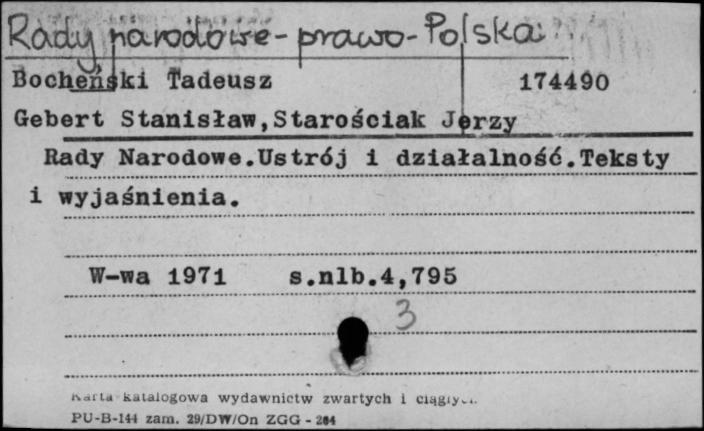 Rady narodowe - prawo - Polska
Bocheński Tadeusz 174490
Gebert Stanisław,Starościak Jerzy
Rady Narodowe.Ustrój i działalność.Teksty
i wyjaśnienia.
W-wa 1971 s.nlb.4,795
3
Karta katalogowa wydawnictw zwartych i ciągłych.
PU-B-144 zam. 29/DW/On ZGG - 284